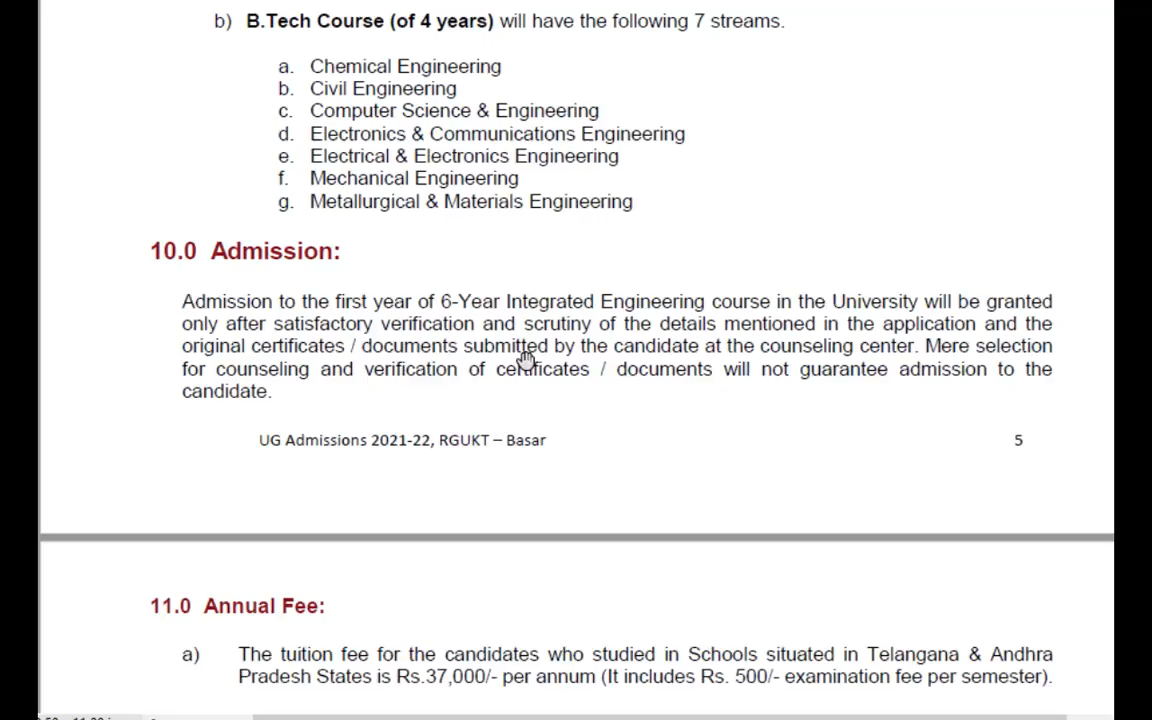 b) B.Tech Course (of 4 years) will have the following 7 streams.
a. Chemical Engineering
b. Civil Engineering
c. Computer Science & Engineering
d. Electronics & Communications Engineering
e. Electrical & Electronics Engineering
f. Mechanical Engineering
g. Metallurgical & Materials Engineering
10.0 Admission:
Admission to the first year of 6-Year Integrated Engineering course in the University will be granted
only after satisfactory verification and scrutiny of the details mentioned in the application and the
original certificates / documents submitted by the candidate at the counseling center. Mere selection
for counseling and verification of certificates / documents will not guarantee admission to the
candidate.
UG Admissions 2021-22, RGUKT – Basar 5
11.0 Annual Fee:
a) The tuition fee for the candidates who studied in Schools situated in Telangana & Andhra
Pradesh States is Rs.37,000/- per annum (It includes Rs. 500/- examination fee per semester).